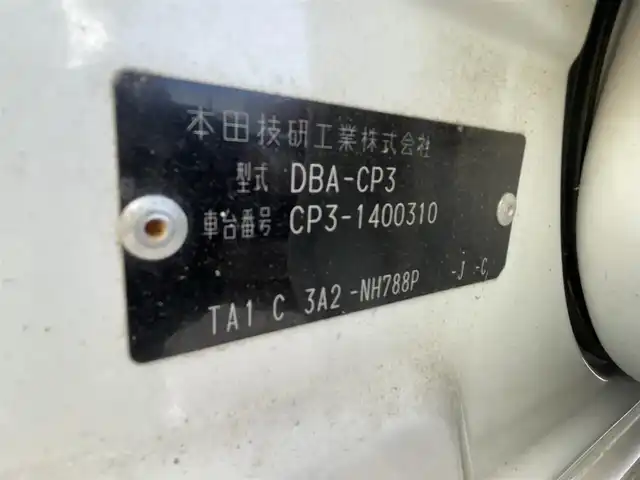 本田技研工業株式会社
型式 DBA-CP3
車台番号 CP3-1400310
TA1 C 3A2 -NH788P -J -C